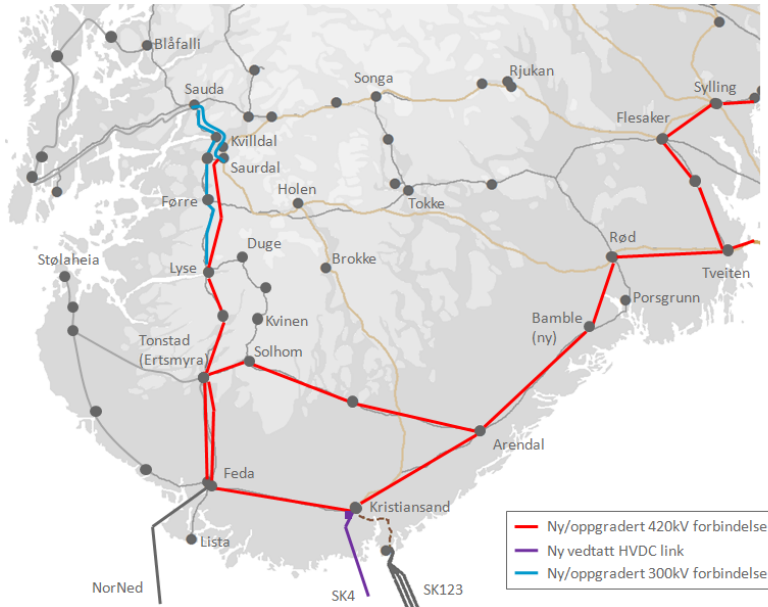 Blåfalli
Sauda
Songa
Rjukan
Sylling
Flesaker
Kvilldal
Saurdal
Holen
Tokke
Førre
Duge
Rød
Stølaheia
Lyse
Brokke
Tveiten
Porsgrunn
Tonstad
(Ertsmyra)
Kvinen
Solhom
Bamble
(ny)
Arendal
Feda
Kristiansand
Lista
NorNed
SK4
SK123
Ny/oppgradert 420kV forbindelse
Ny vedtatt HVDC link
Ny/oppgradert 300kV forbindelse